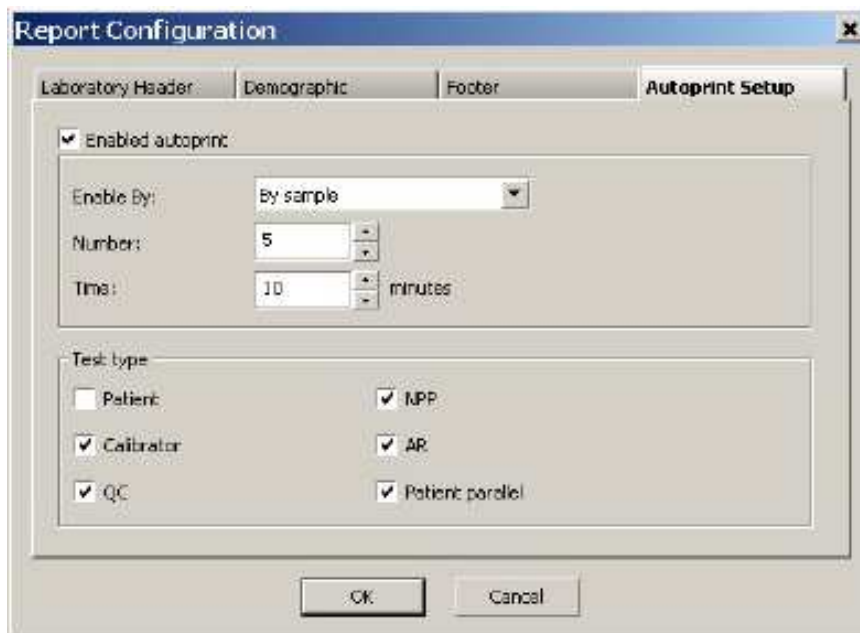 Report Configuration
Laboratory Header Demographic Footer Autoprint Setup
Enabled autoprint
Enable By: By sample
Number: 5
Time: 10 minutes
Test type
Patient NPP
Calibrator AR
QC Patient parallel
OK Cancel